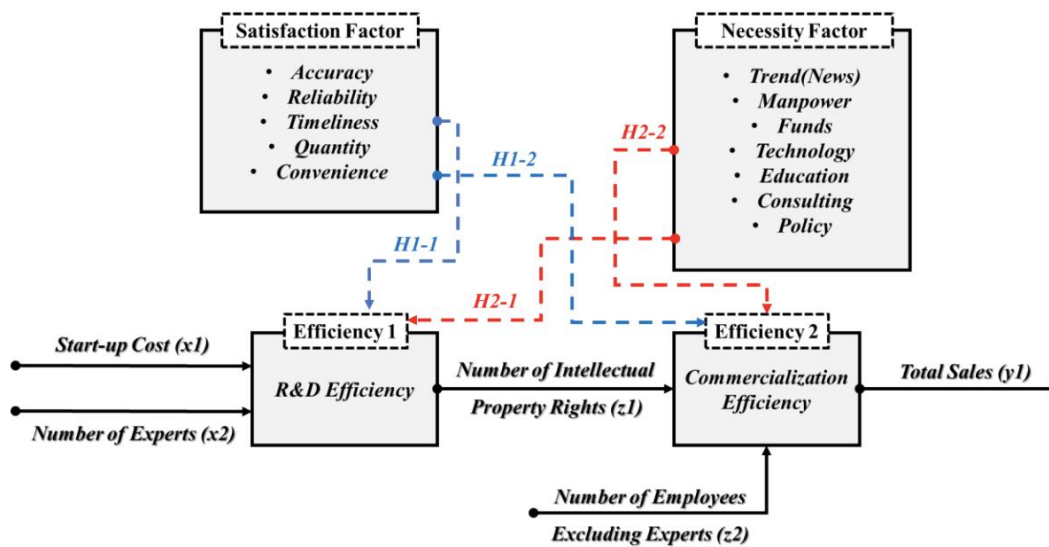 Satisfaction Factor
• Accuracy
• Reliability
• Timeliness
• Quantity
• Convenience
Necessity Factor
• Trend(News)
• Manpower
• Funds
• Technology
• Education
• Consulting
• Policy
H1-2
H2-2
H1-1
H2-1
Efficiency 1
R&D Efficiency
Efficiency 2
Commercialization
Efficiency
Start-up Cost (x1)
Number of Experts (x2)
Number of Intellectual
Property Rights (z1)
Total Sales (y1)
Number of Employees
Excluding Experts (z2)